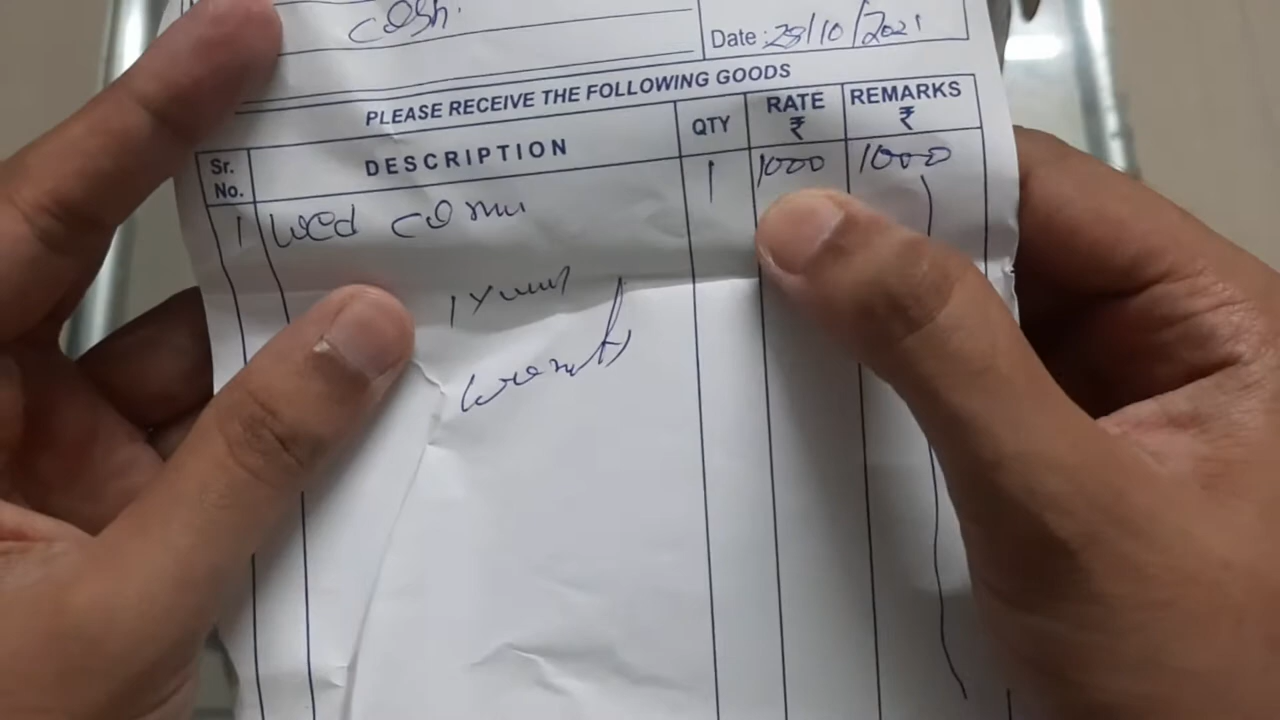 cash.
Date : 28/10/2021
PLEASE RECEIVE THE FOLLOWING GOODS
Sr. No. DESCRIPTION QTY RATE ₹ REMARKS ₹
1 1 1000 1000
1 Y